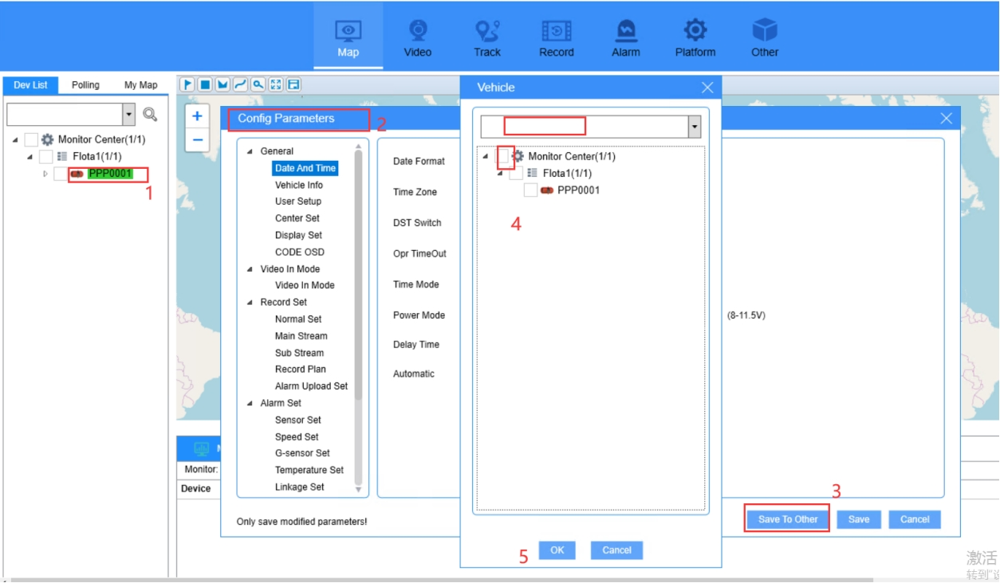 Map
Video
Track
Record
Alarm
Platform
Other
Dev List
Polling
My Map
Monitor Center(1/1)
Flota1(1/1)
PPP0001
1
+
−
Config Parameters
2
General
Date And Time
Vehicle Info
User Setup
Center Set
Display Set
CODE OSD
Video In Mode
Video In Mode
Record Set
Normal Set
Main Stream
Sub Stream
Record Plan
Alarm Upload Set
Alarm Set
Sensor Set
Speed Set
G-sensor Set
Temperature Set
Linkage Set
Date Format
Time Zone
DST Switch
Opr TimeOut
Time Mode
Power Mode
(8-11.5V)
Delay Time
Automatic
Only save modified parameters!
3
Save To Other
Save
Cancel
Vehicle
Monitor Center(1/1)
Flota1(1/1)
PPP0001
4
5
OK
Cancel
Monitor:
Device
激活
转到"设